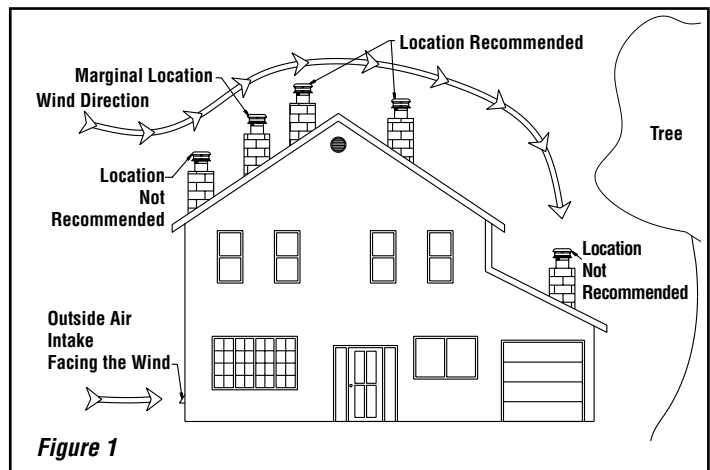 Location Recommended
Marginal Location
Wind Direction
Tree
Location
Not
Recommended
Location
Not
Recommended
Outside Air
Intake
Facing the Wind
Figure 1